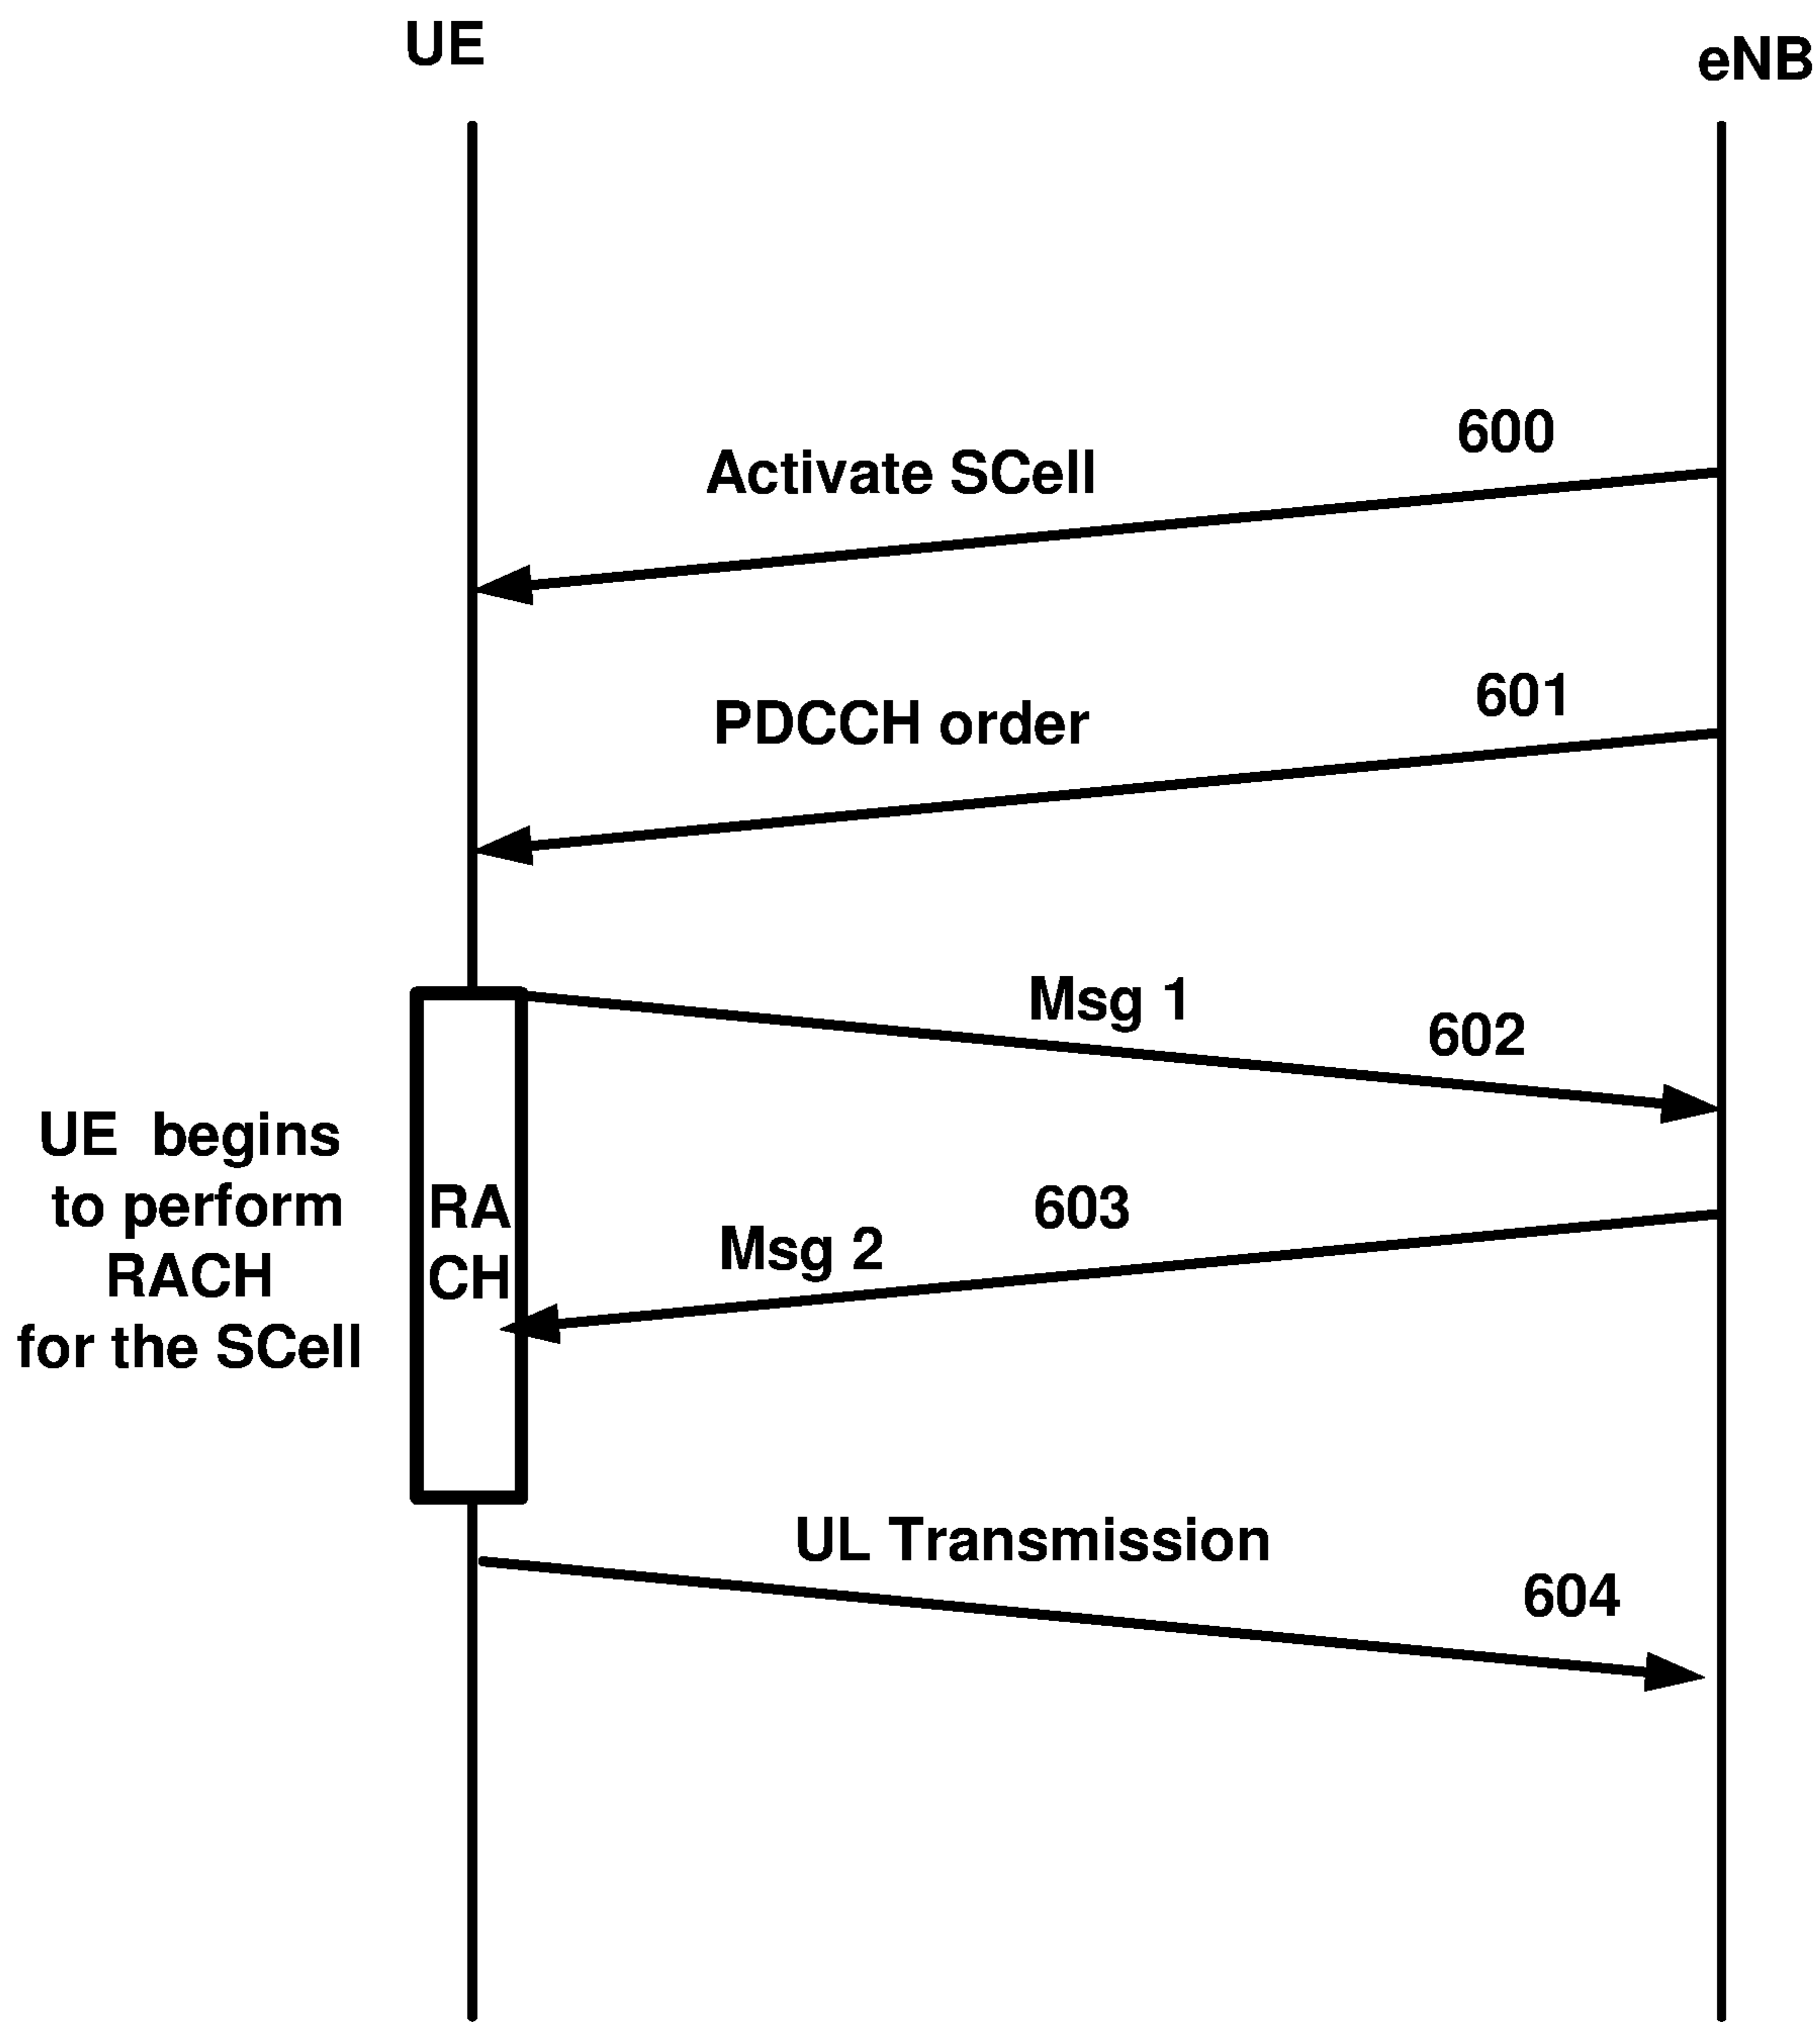 UE
eNB
600
Activate SCell
601
PDCCH order
Msg 1
602
UE begins
to perform
RACH
for the SCell
RA
CH
603
Msg 2
UL Transmission
604